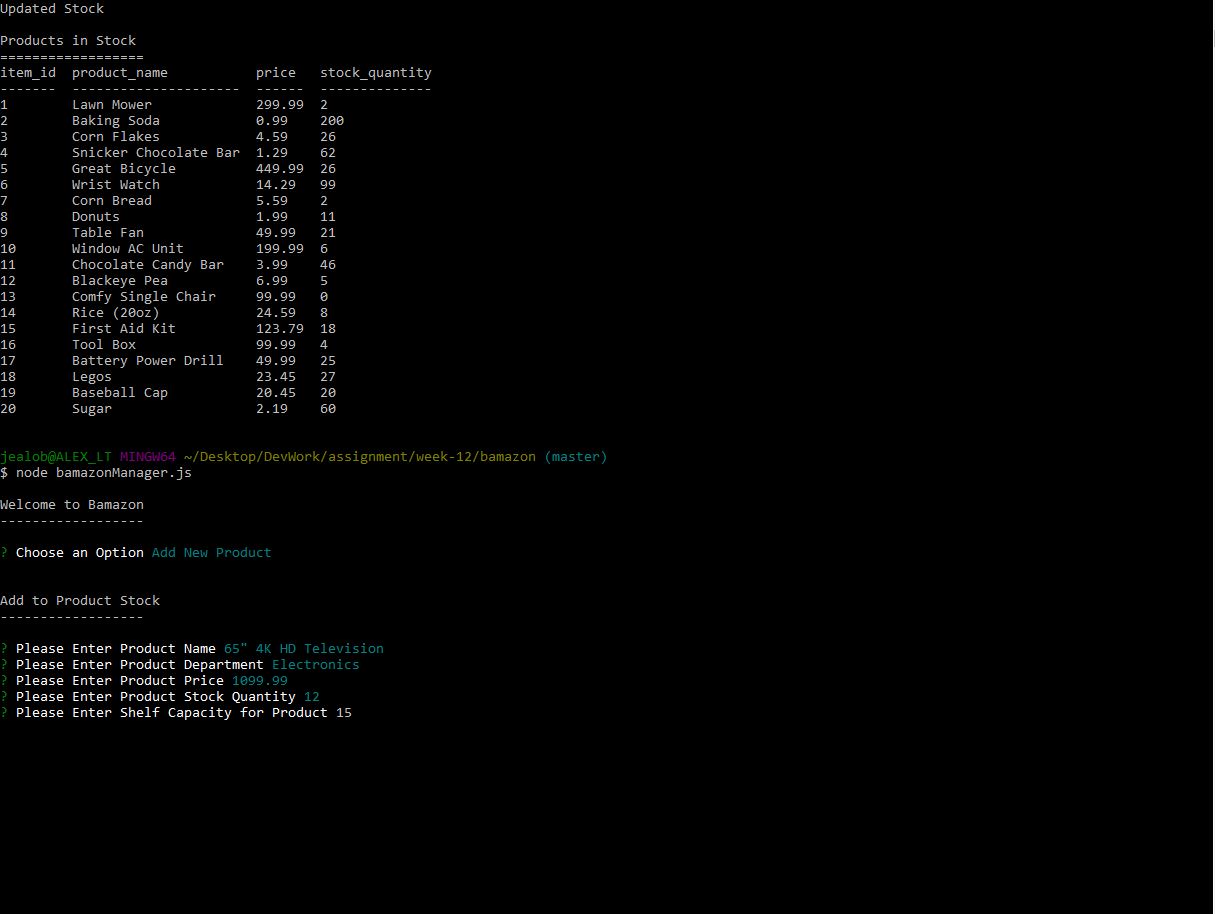 Updated Stock
Products in Stock
==================
item_id  product_name           price   stock_quantity
-------  ---------------------  ------  --------------
1        Lawn Mower             299.99  2
2        Baking Soda            0.99    200
3        Corn Flakes            4.59    26
4        Snicker Chocolate Bar  1.29    62
5        Great Bicycle          449.99  26
6        Wrist Watch            14.29   99
7        Corn Bread             5.59    2
8        Donuts                 1.99    11
9        Table Fan              49.99   21
10       Window AC Unit         199.99  6
11       Chocolate Candy Bar    3.99    46
12       Blackeye Pea           6.99    5
13       Comfy Single Chair     99.99   0
14       Rice (20oz)            24.59   8
15       First Aid Kit          123.79  18
16       Tool Box               99.99   4
17       Battery Power Drill    49.99   25
18       Legos                  23.45   27
19       Baseball Cap           20.45   20
20       Sugar                  2.19    60
jealob@ALEX_LT MINGW64 ~/Desktop/DevWork/assignment/week-12/bamazon (master)
$ node bamazonManager.js
Welcome to Bamazon
------------------
? Choose an Option Add New Product
Add to Product Stock
------------------
? Please Enter Product Name 65" 4K HD Television
? Please Enter Product Department Electronics
? Please Enter Product Price 1099.99
? Please Enter Product Stock Quantity 12
? Please Enter Shelf Capacity for Product 15